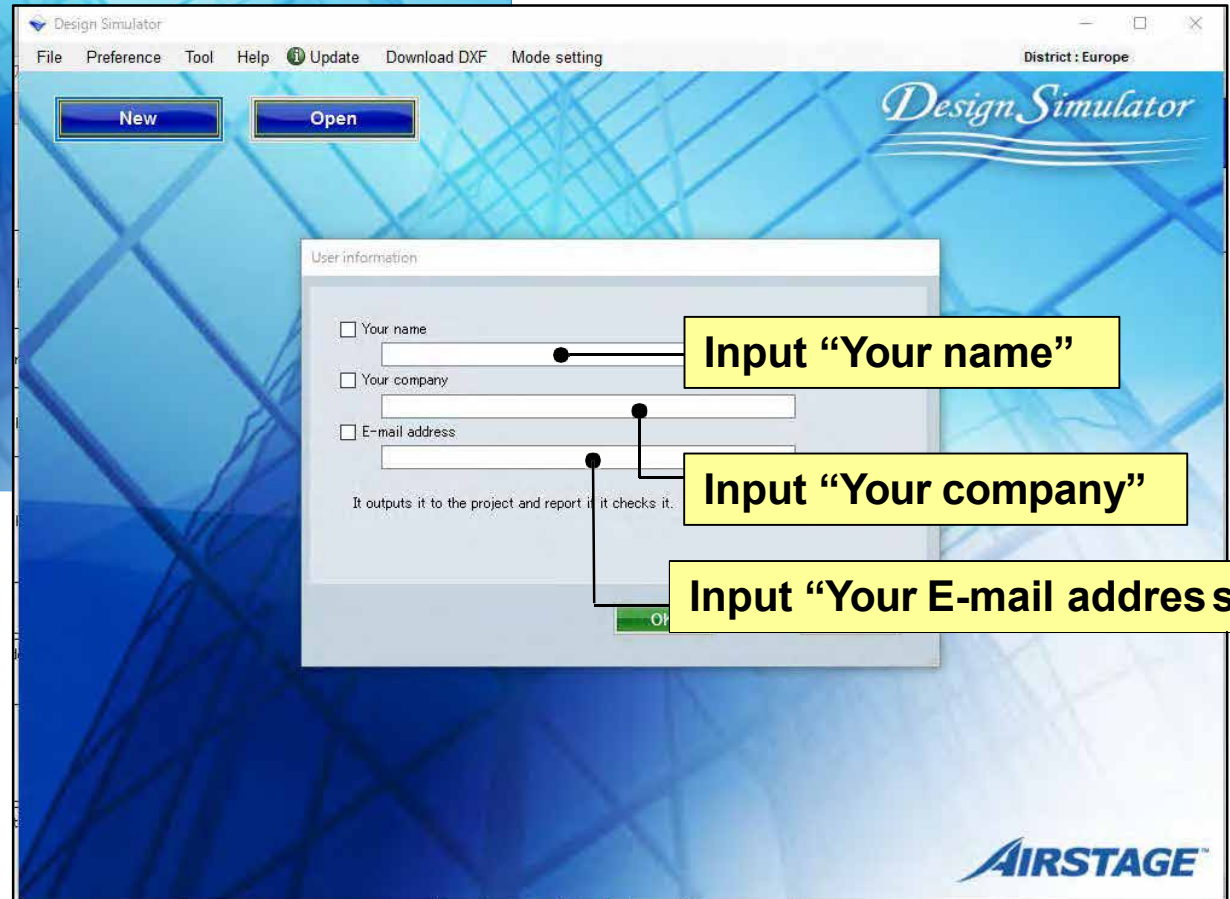 Design Simulator
File Preference Tool Help Update Download DXF Mode setting District : Europe
New Open
Design Simulator
User information
Your name
Input “Your name”
Your company
E-mail address
Input “Your company”
It outputs it to the project and report if it checks it.
Input “Your E-mail address
AIRSTAGE™